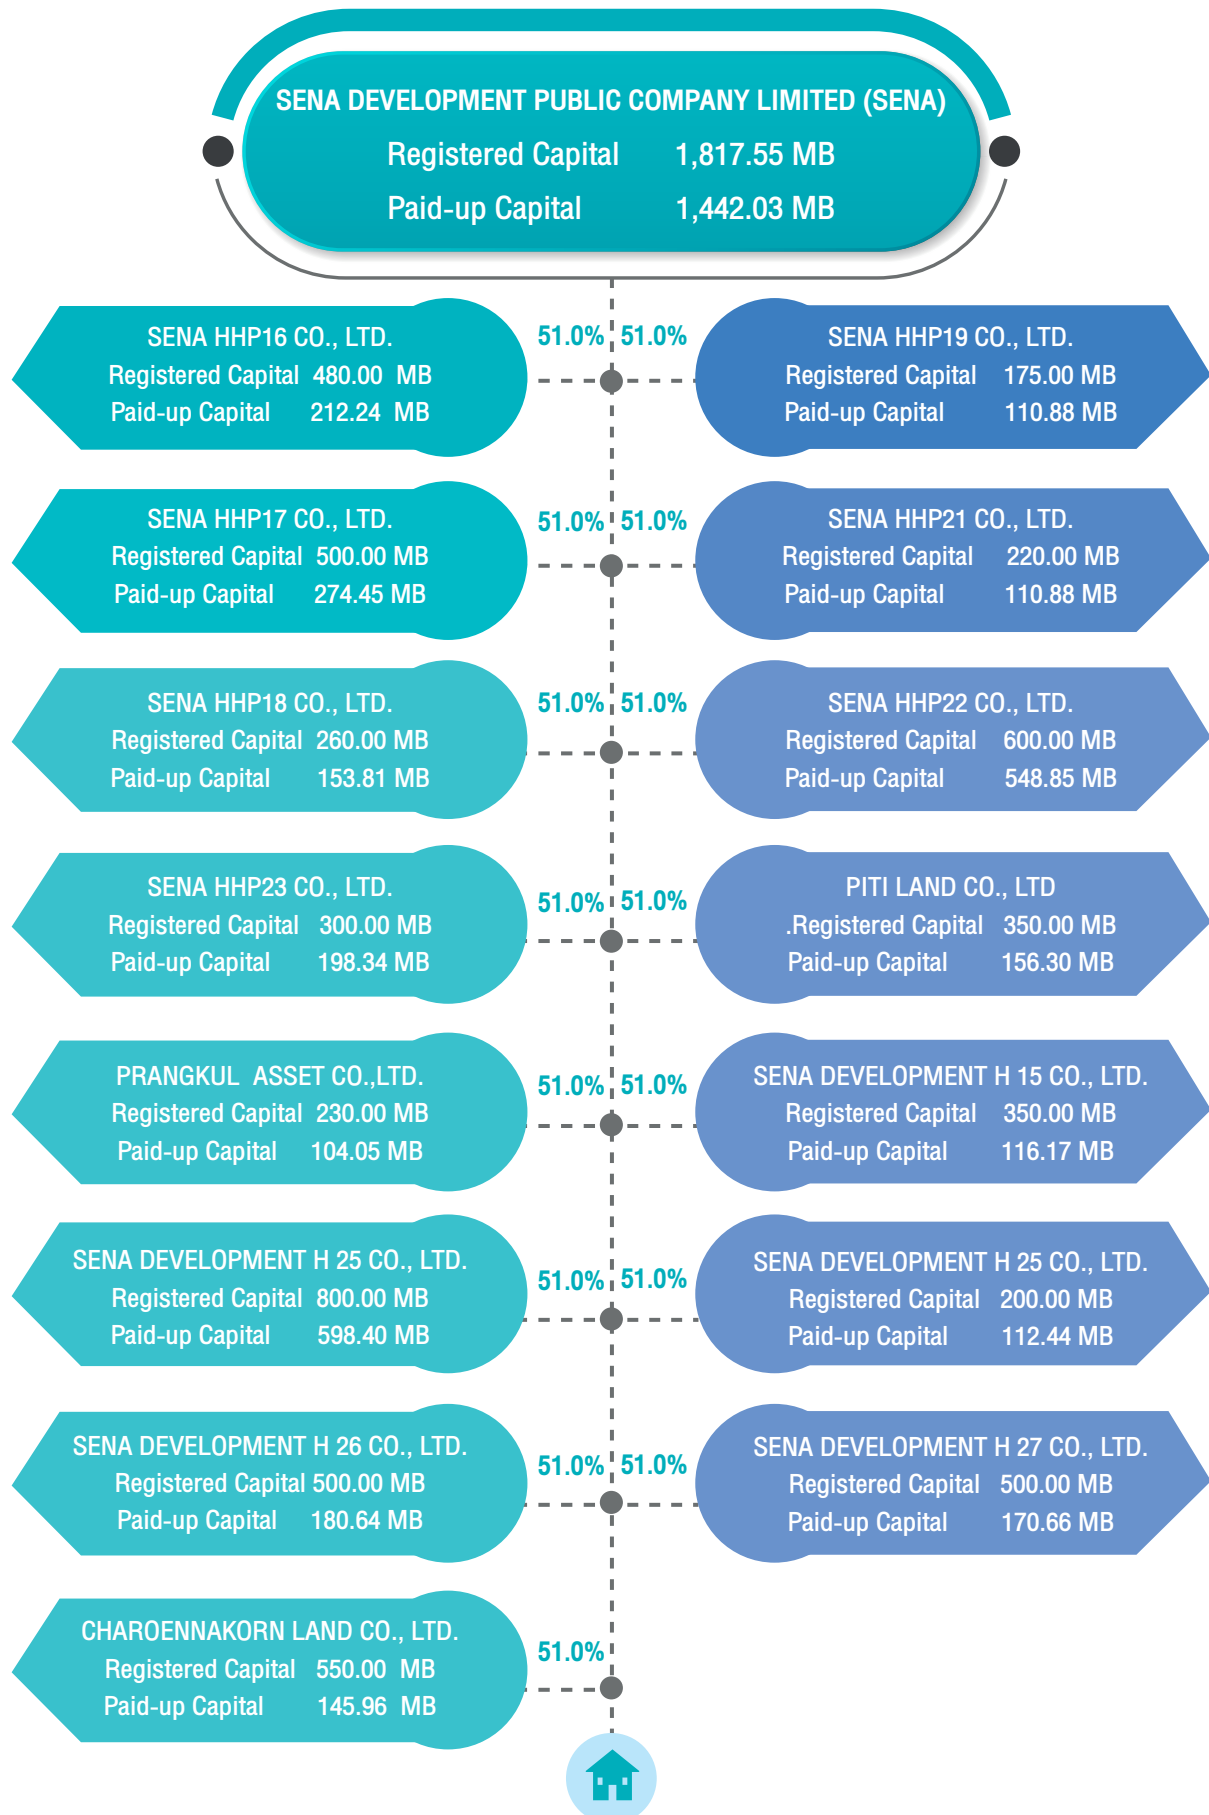 SENA DEVELOPMENT PUBLIC COMPANY LIMITED (SENA)
Registered Capital 1,817.55 MB
Paid-up Capital 1,442.03 MB
SENA HHP16 CO., LTD.
Registered Capital 480.00 MB
Paid-up Capital 212.24 MB
51.0% 51.0%
SENA HHP19 CO., LTD.
Registered Capital 175.00 MB
Paid-up Capital 110.88 MB
SENA HHP17 CO., LTD.
Registered Capital 500.00 MB
Paid-up Capital 274.45 MB
51.0% 51.0%
SENA HHP21 CO., LTD.
Registered Capital 220.00 MB
Paid-up Capital 110.88 MB
SENA HHP18 CO., LTD.
Registered Capital 260.00 MB
Paid-up Capital 153.81 MB
51.0% 51.0%
SENA HHP22 CO., LTD.
Registered Capital 600.00 MB
Paid-up Capital 548.85 MB
SENA HHP23 CO., LTD.
Registered Capital 300.00 MB
Paid-up Capital 198.34 MB
51.0% 51.0%
PITI LAND CO., LTD
.Registered Capital 350.00 MB
Paid-up Capital 156.30 MB
PRANGKUL ASSET CO.,LTD.
Registered Capital 230.00 MB
Paid-up Capital 104.05 MB
51.0% 51.0%
SENA DEVELOPMENT H 15 CO., LTD.
Registered Capital 350.00 MB
Paid-up Capital 116.17 MB
SENA DEVELOPMENT H 25 CO., LTD.
Registered Capital 800.00 MB
Paid-up Capital 598.40 MB
51.0% 51.0%
SENA DEVELOPMENT H 25 CO., LTD.
Registered Capital 200.00 MB
Paid-up Capital 112.44 MB
SENA DEVELOPMENT H 26 CO., LTD.
Registered Capital 500.00 MB
Paid-up Capital 180.64 MB
51.0% 51.0%
SENA DEVELOPMENT H 27 CO., LTD.
Registered Capital 500.00 MB
Paid-up Capital 170.66 MB
CHAROENNAKORN LAND CO., LTD.
Registered Capital 550.00 MB
Paid-up Capital 145.96 MB
51.0%